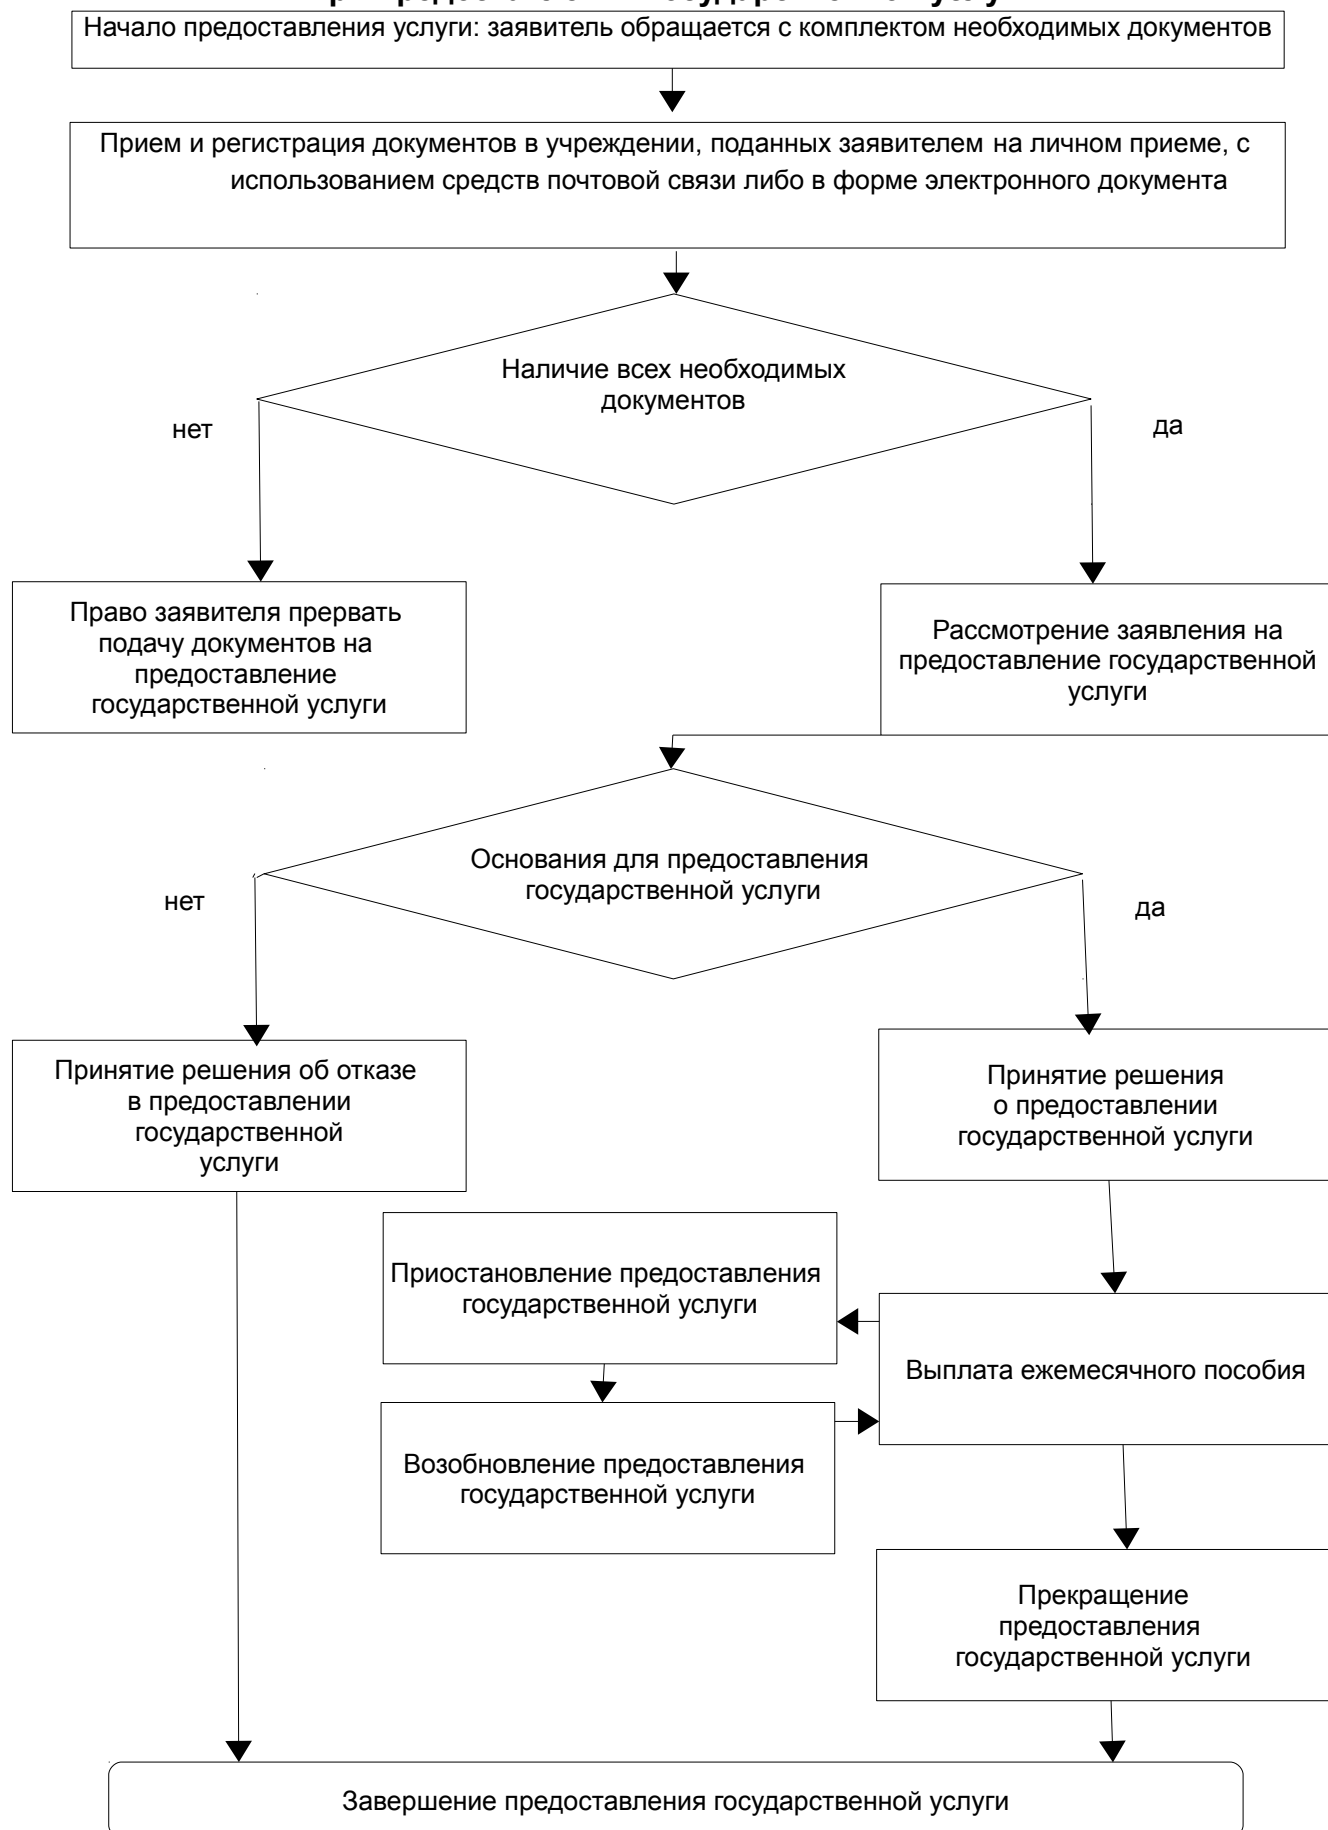 Начало предоставления услуги: заявитель обращается с комплектом необходимых документов
Прием и регистрация документов в учреждении, поданных заявителем на личном приеме, с
использованием средств почтовой связи либо в форме электронного документа
Наличие всех необходимых
документов
нет
да
Право заявителя прервать
подачу документов на
предоставление
государственной услуги
Рассмотрение заявления на
предоставление государственной
услуги
Основания для предоставления
государственной услуги
нет
да
Принятие решения об отказе
в предоставлении
государственной
услуги
Принятие решения
о предоставлении
государственной услуги
Приостановление предоставления
государственной услуги
Выплата ежемесячного пособия
Возобновление предоставления
государственной услуги
Прекращение
предоставления
государственной услуги
Завершение предоставления государственной услуги